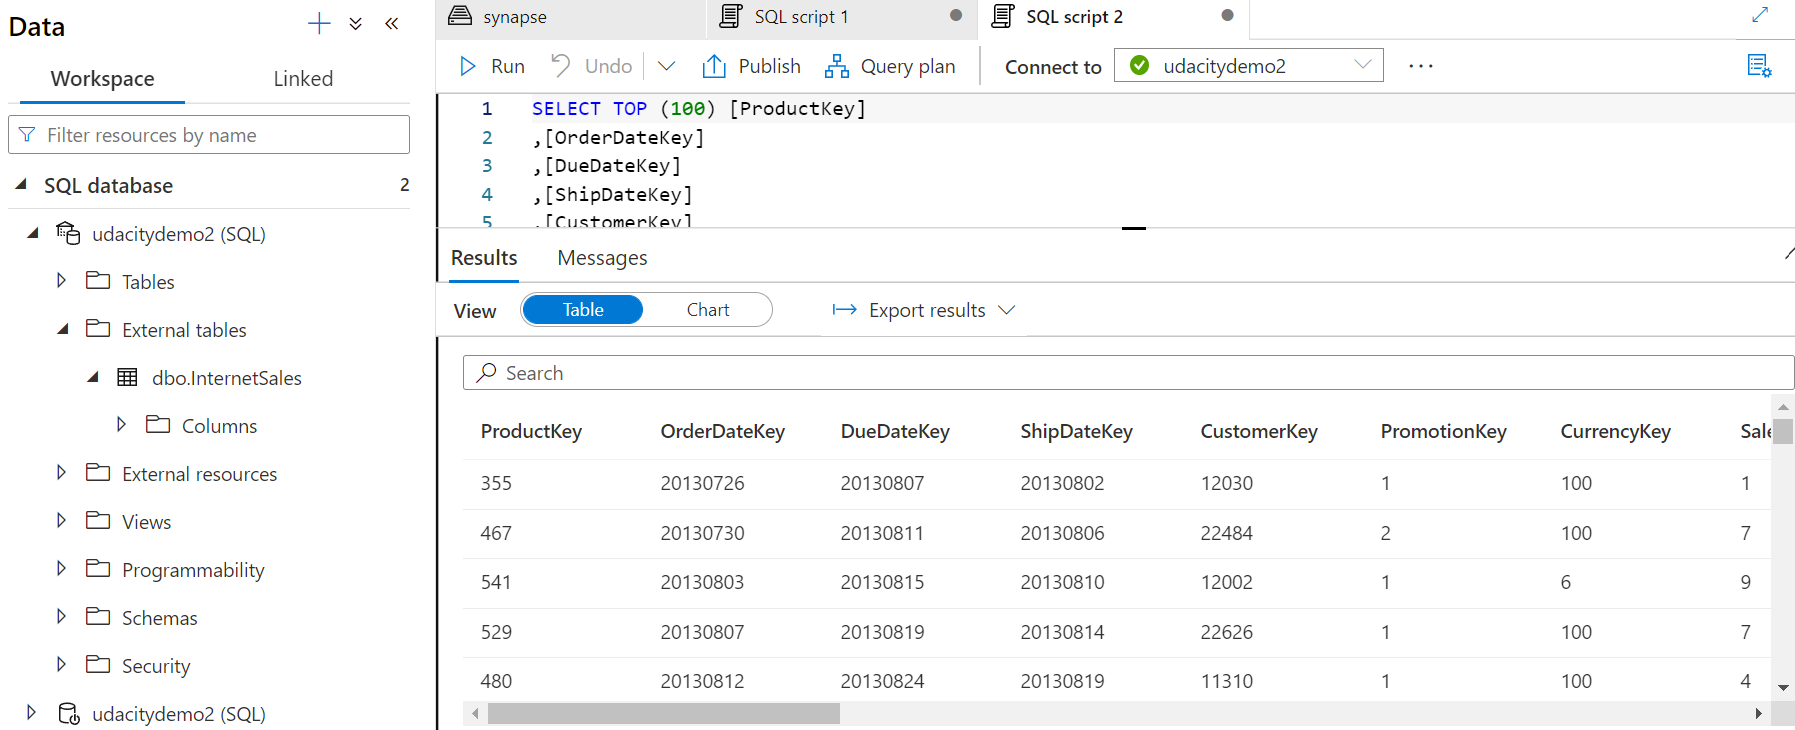 Data
Workspace Linked
Filter resources by name
SQL database 2
udacitydemo2 (SQL)
Tables
External tables
dbo.InternetSales
Columns
External resources
Views
Programmability
Schemas
Security
udacitydemo2 (SQL)
synapse SQL script 1 SQL script 2
Run Undo Publish Query plan Connect to udacitydemo2 ...
1 SELECT TOP (100) [ProductKey]
2 ,[OrderDateKey]
3 ,[DueDateKey]
4 ,[ShipDateKey]
5 ,[CustomerKey]
Results Messages
View Table Chart Export results
Search
ProductKey OrderDateKey DueDateKey ShipDateKey CustomerKey PromotionKey CurrencyKey Sale
355 20130726 20130807 20130802 12030 1 100 1
467 20130730 20130811 20130806 22484 2 100 7
541 20130803 20130815 20130810 12002 1 6 9
529 20130807 20130819 20130814 22626 1 100 7
480 20130812 20130824 20130819 11310 1 100 4